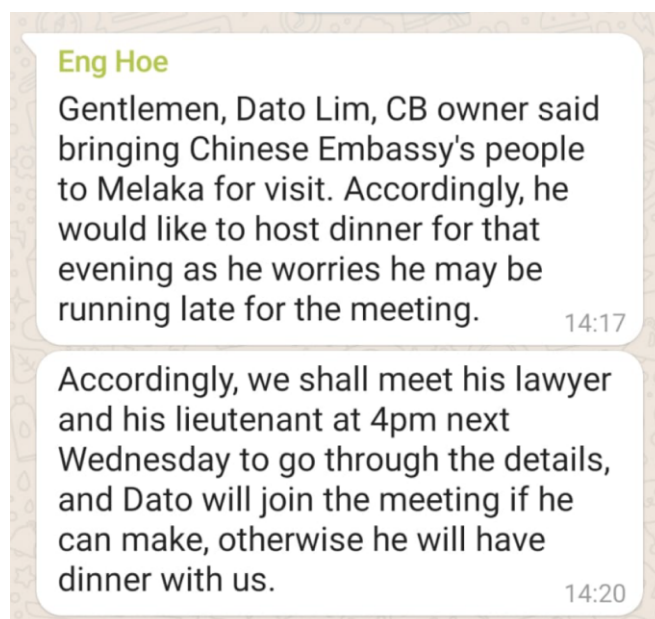 Eng Hoe
Gentlemen, Dato Lim, CB owner said
bringing Chinese Embassy's people
to Melaka for visit. Accordingly, he
would like to host dinner for that
evening as he worries he may be
running late for the meeting.
14:17
Accordingly, we shall meet his lawyer
and his lieutenant at 4pm next
Wednesday to go through the details,
and Dato will join the meeting if he
can make, otherwise he will have
dinner with us.
14:20